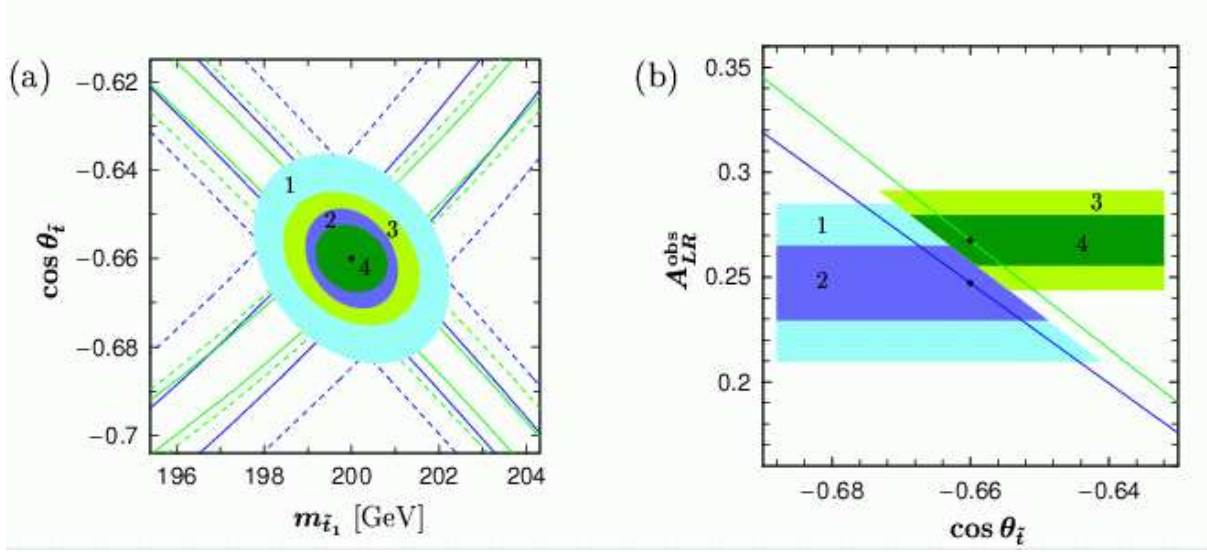 (a)
−0.62
−0.64
−0.66
−0.68
−0.7
cos θ_t̃
1
2
3
4
196 198 200 202 204
m_t̃₁ [GeV]
(b)
0.35
0.3
0.25
0.2
A_LR^obs
1
2
3
4
−0.68 −0.66 −0.64
cos θ_t̃